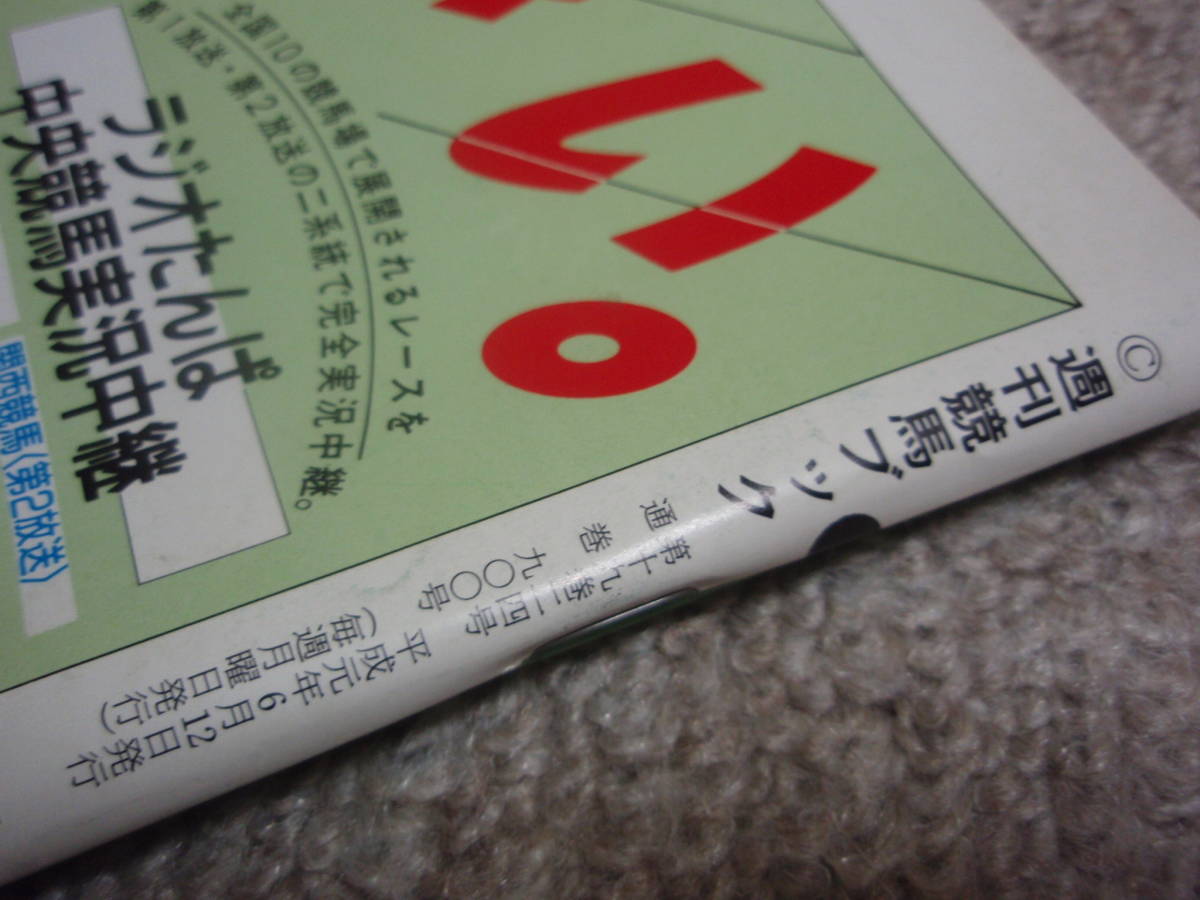 い。
全国10の競馬場で展開されるレースを
第1放送・第2放送の二系統で完全実況中継。
ラジオたんぱ
中央競馬実況中継
関西競馬〈第2放送〉
©週刊競馬ブック
第十九巻二四号
通巻九〇〇号
平成元年6月12日発行
(毎週月曜日発行)